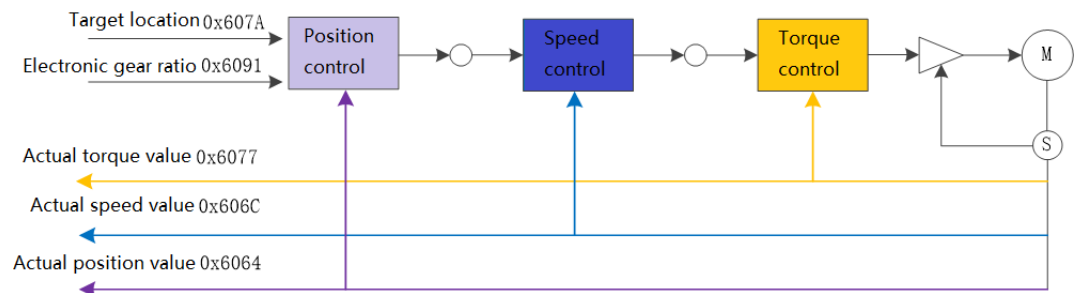 Target location 0x607A
Electronic gear ratio 0x6091
Position
control
Speed
control
Torque
control
M
S
Actual torque value 0x6077
Actual speed value 0x606C
Actual position value 0x6064